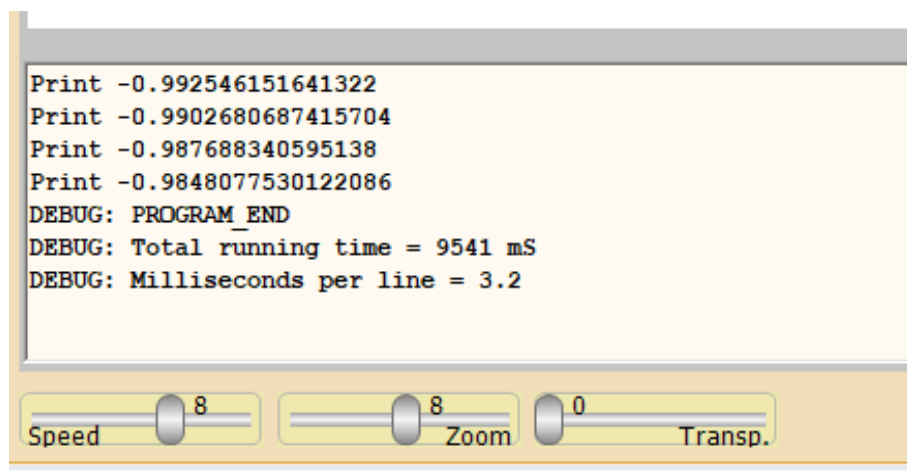 Print -0.992546151641322
Print -0.9902680687415704
Print -0.987688340595138
Print -0.9848077530122086
DEBUG: PROGRAM_END
DEBUG: Total running time = 9541 mS
DEBUG: Milliseconds per line = 3.2
8 8 0
Speed Zoom Transp.